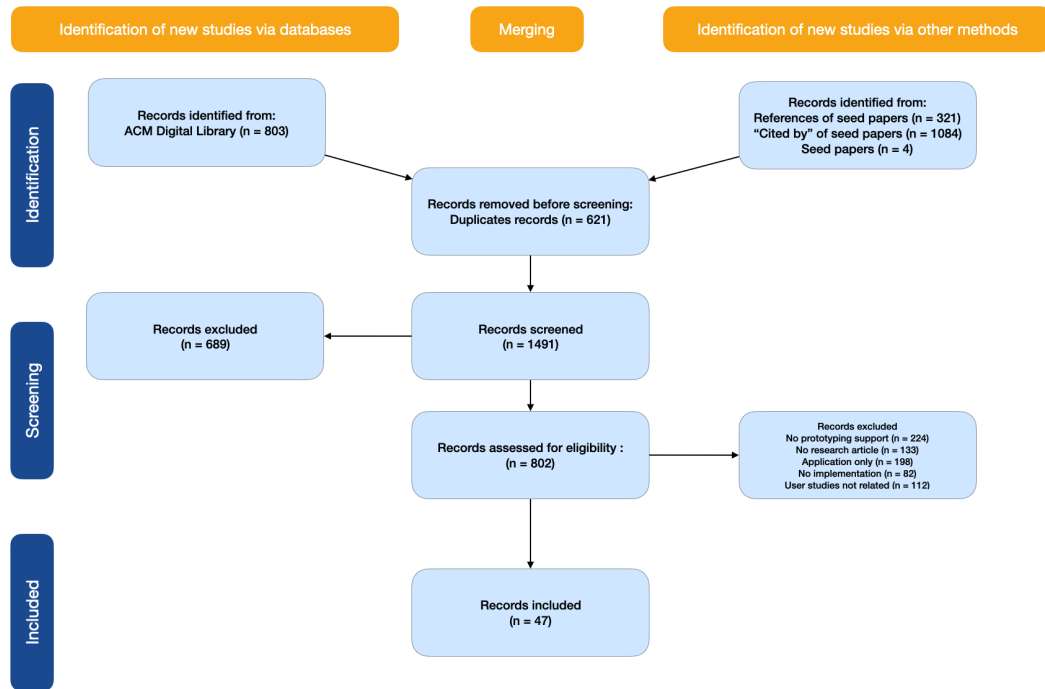 Identification of new studies via databases
Merging
Identification of new studies via other methods
Identification
Records identified from:
ACM Digital Library (n = 803)
Records identified from:
References of seed papers (n = 321)
“Cited by” of seed papers (n = 1084)
Seed papers (n = 4)
Records removed before screening:
Duplicates records (n = 621)
Screening
Records excluded
(n = 689)
Records screened
(n = 1491)
Records assessed for eligibility :
(n = 802)
Records excluded
No prototyping support (n = 224)
No research article (n = 133)
Application only (n = 198)
No implementation (n = 82)
User studies not related (n = 112)
Included
Records included
(n = 47)